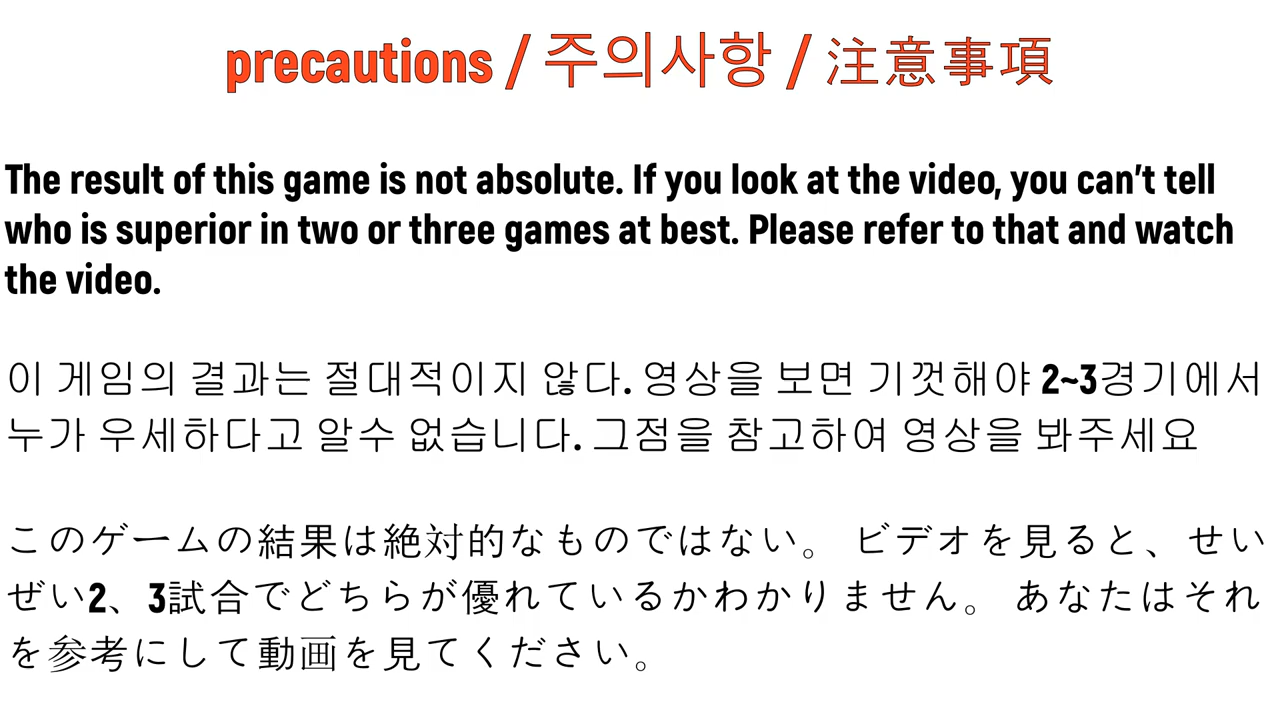 precautions / 주의사항 / 注意事項
The result of this game is not absolute. If you look at the video, you can't tell
who is superior in two or three games at best. Please refer to that and watch
the video.
이 게임의 결과는 절대적이지 않다. 영상을 보면 기껏해야 2~3경기에서
누가 우세하다고 알수 없습니다. 그점을 참고하여 영상을 봐주세요
このゲームの結果は絶対的なものではない。 ビデオを見ると、せい
ぜい2、3試合でどちらが優れているかわかりません。 あなたはそれ
を参考にして動画を見てください。